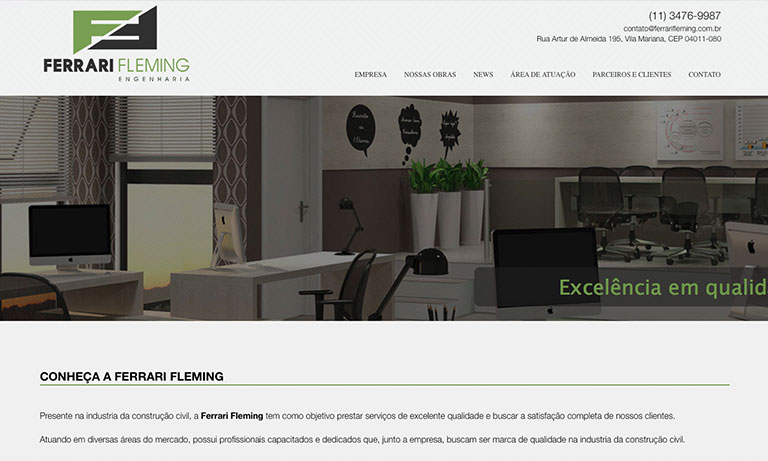 (11) 3476-9987
contato@ferrarifleming.com.br
Rua Artur de Almeida 195, Vila Mariana, CEP 04011-080
FERRARI FLEMING
ENGENHARIA
EMPRESA NOSSAS OBRAS NEWS ÁREA DE ATUAÇÃO PARCEIROS E CLIENTES CONTATO
Excelência em qualid
CONHEÇA A FERRARI FLEMING
Presente na industria da construção civil, a Ferrari Fleming tem como objetivo prestar serviços de excelente qualidade e buscar a satisfação completa de nossos clientes.
Atuando em diversas áreas do mercado, possui profissionais capacitados e dedicados que, junto a empresa, buscam ser marca de qualidade na industria da construção civil.